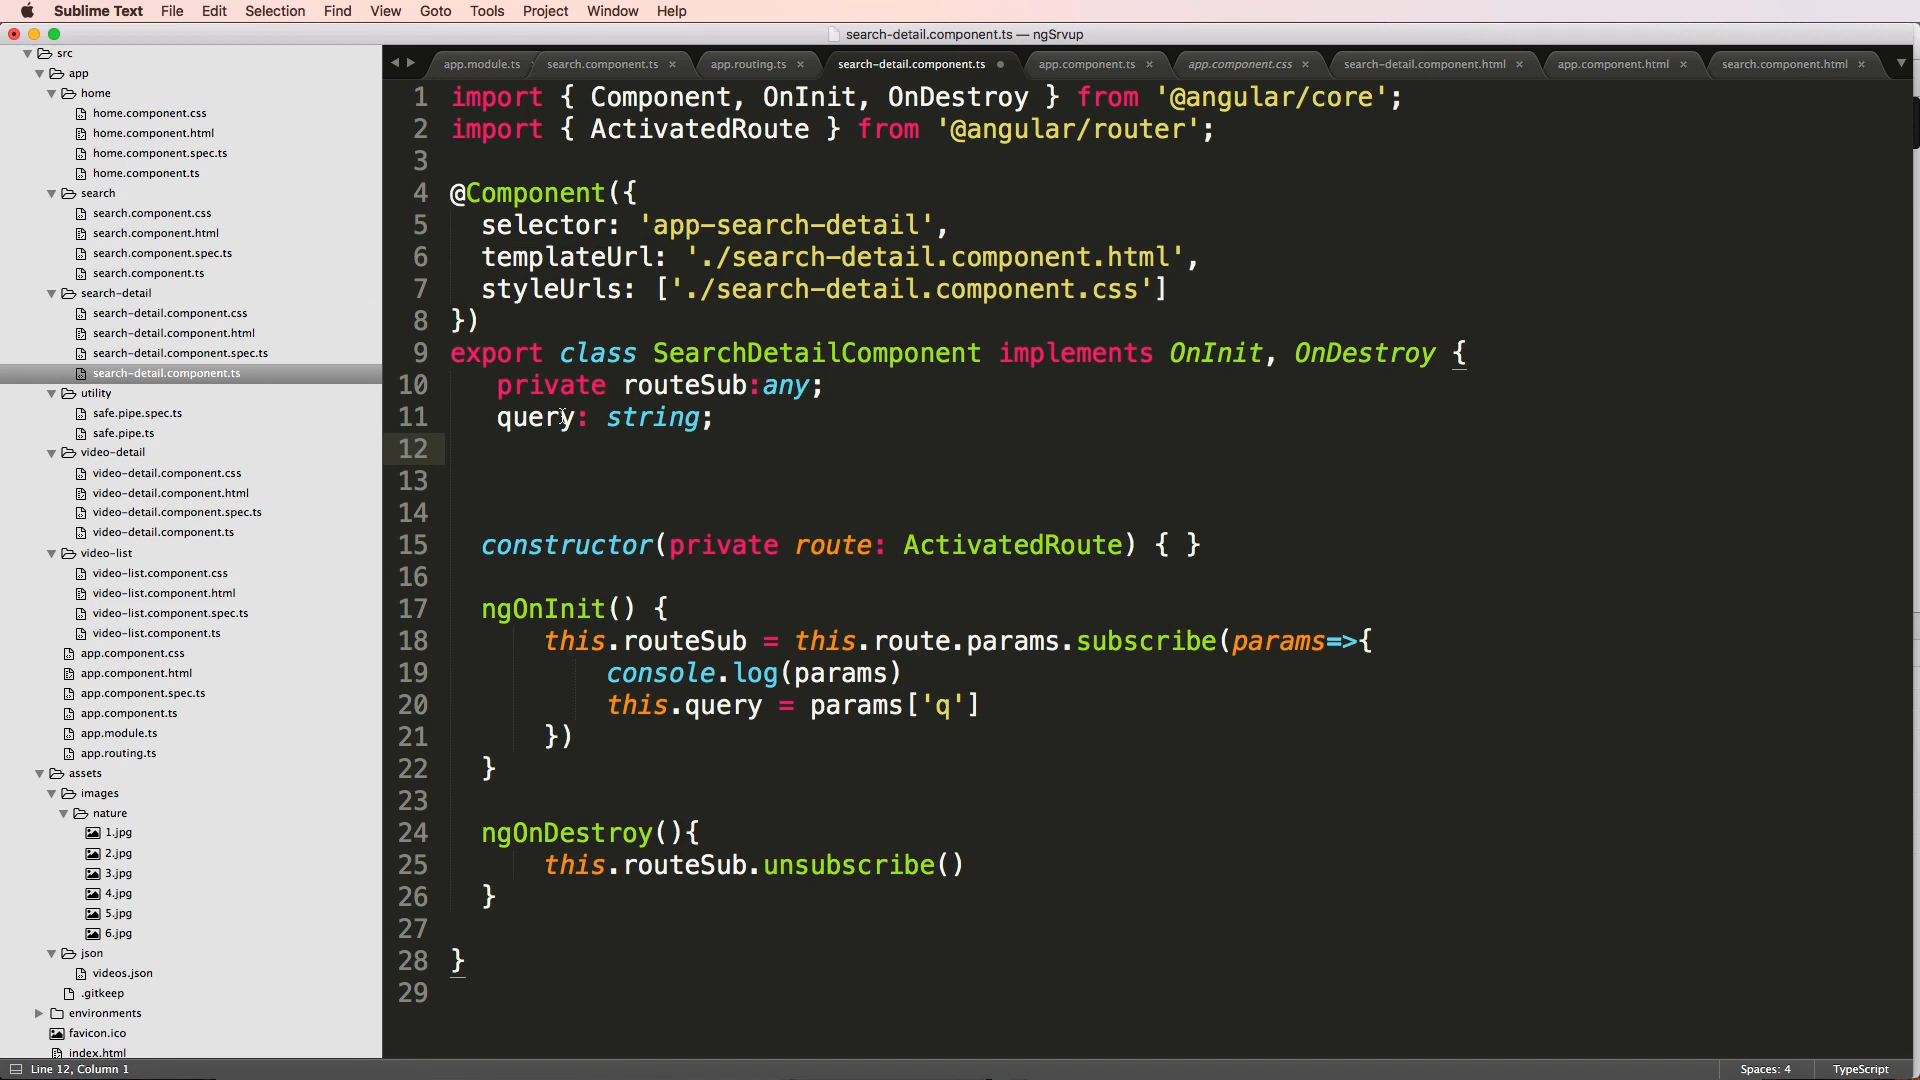 Sublime Text File Edit Selection Find View Goto Tools Project Window Help
search-detail.component.ts — ngSrvup
src
app
home
home.component.css
home.component.html
home.component.spec.ts
home.component.ts
search
search.component.css
search.component.html
search.component.spec.ts
search.component.ts
search-detail
search-detail.component.css
search-detail.component.html
search-detail.component.spec.ts
search-detail.component.ts
utility
safe.pipe.spec.ts
safe.pipe.ts
video-detail
video-detail.component.css
video-detail.component.html
video-detail.component.spec.ts
video-detail.component.ts
video-list
video-list.component.css
video-list.component.html
video-list.component.spec.ts
video-list.component.ts
app.component.css
app.component.html
app.component.spec.ts
app.component.ts
app.module.ts
app.routing.ts
assets
images
nature
1.jpg
2.jpg
3.jpg
4.jpg
5.jpg
6.jpg
json
videos.json
.gitkeep
environments
favicon.ico
index.html
app.module.ts search.component.ts app.routing.ts search-detail.component.ts app.component.ts app.component.css search-detail.component.html app.component.html search.component.html
1 import { Component, OnInit, OnDestroy } from '@angular/core';
2 import { ActivatedRoute } from '@angular/router';
3
4 @Component({
5 selector: 'app-search-detail',
6 templateUrl: './search-detail.component.html',
7 styleUrls: ['./search-detail.component.css']
8 })
9 export class SearchDetailComponent implements OnInit, OnDestroy {
10 private routeSub:any;
11 query: string;
12
13
14
15 constructor(private route: ActivatedRoute) { }
16
17 ngOnInit() {
18 this.routeSub = this.route.params.subscribe(params=>{
19 console.log(params)
20 this.query = params['q']
21 })
22 }
23
24 ngOnDestroy(){
25 this.routeSub.unsubscribe()
26 }
27
28 }
29
Line 12, Column 1 Spaces: 4 TypeScript